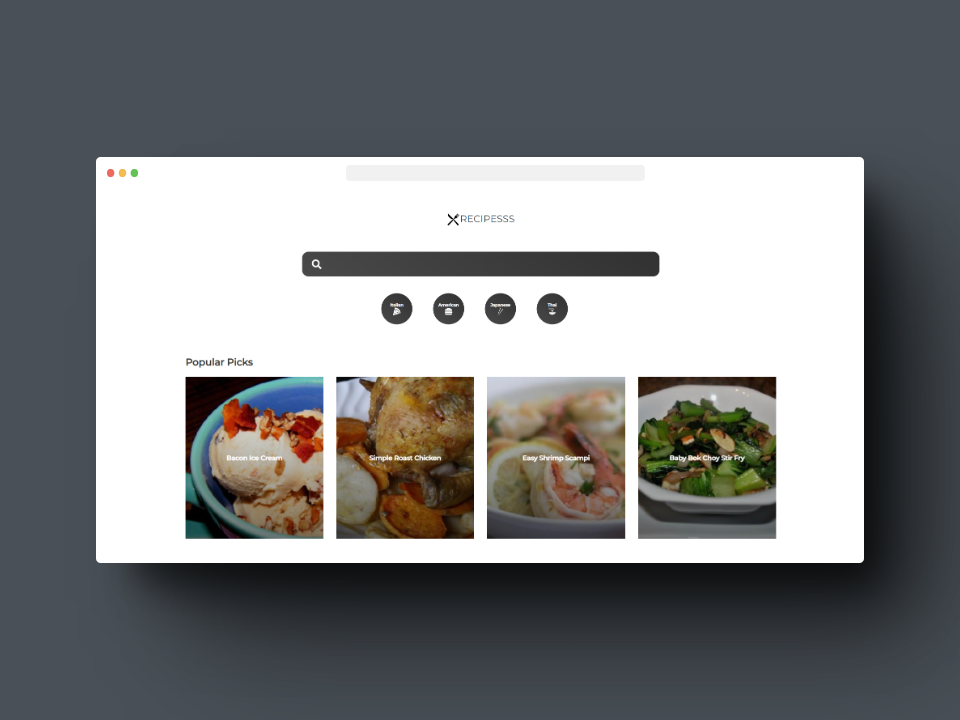 RECIPESSS
Italian
American
Japanese
Thai
Popular Picks
Bacon Ice Cream
Simple Roast Chicken
Easy Shrimp Scampi
Baby Bok Choy Stir Fry